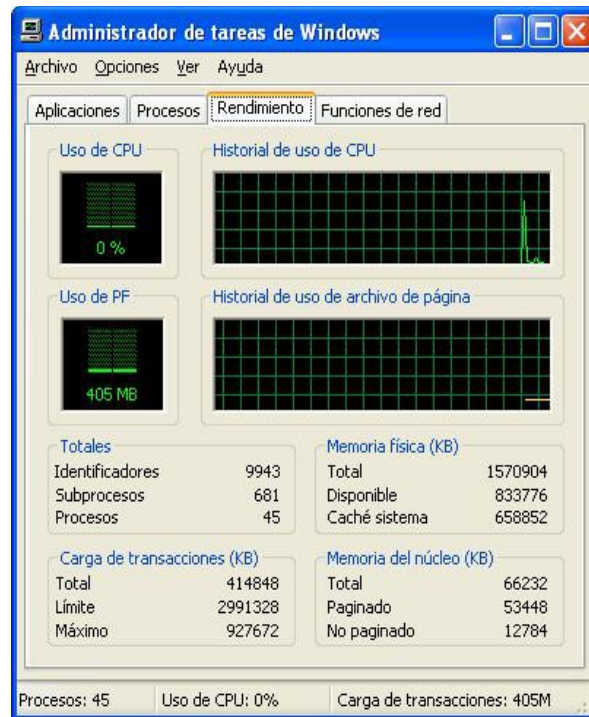 Administrador de tareas de Windows
Archivo Opciones Ver Ayuda
Aplicaciones Procesos Rendimiento Funciones de red
Uso de CPU Historial de uso de CPU
0 %
Uso de PF Historial de uso de archivo de página
405 MB
Totales Memoria física (KB)
Identificadores 9943 Total 1570904
Subprocesos 681 Disponible 833776
Procesos 45 Caché sistema 658852
Carga de transacciones (KB) Memoria del núcleo (KB)
Total 414848 Total 66232
Límite 2991328 Paginado 53448
Máximo 927672 No paginado 12784
Procesos: 45 Uso de CPU: 0% Carga de transacciones: 405M